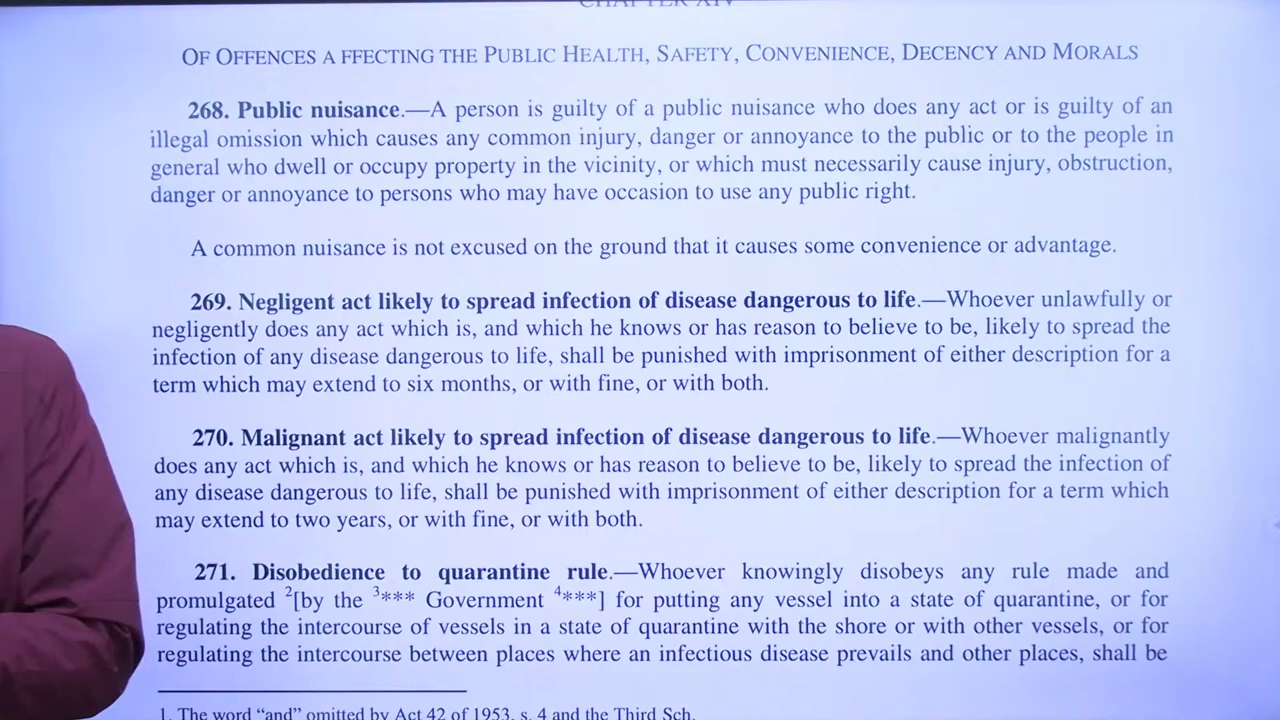 CHAPTER XIV
OF OFFENCES A FFECTING THE PUBLIC HEALTH, SAFETY, CONVENIENCE, DECENCY AND MORALS
268. Public nuisance.—A person is guilty of a public nuisance who does any act or is guilty of an
illegal omission which causes any common injury, danger or annoyance to the public or to the people in
general who dwell or occupy property in the vicinity, or which must necessarily cause injury, obstruction,
danger or annoyance to persons who may have occasion to use any public right.
A common nuisance is not excused on the ground that it causes some convenience or advantage.
269. Negligent act likely to spread infection of disease dangerous to life.—Whoever unlawfully or
negligently does any act which is, and which he knows or has reason to believe to be, likely to spread the
infection of any disease dangerous to life, shall be punished with imprisonment of either description for a
term which may extend to six months, or with fine, or with both.
270. Malignant act likely to spread infection of disease dangerous to life.—Whoever malignantly
does any act which is, and which he knows or has reason to believe to be, likely to spread the infection of
any disease dangerous to life, shall be punished with imprisonment of either description for a term which
may extend to two years, or with fine, or with both.
271. Disobedience to quarantine rule.—Whoever knowingly disobeys any rule made and
promulgated 2[by the 3*** Government 4***] for putting any vessel into a state of quarantine, or for
regulating the intercourse of vessels in a state of quarantine with the shore or with other vessels, or for
regulating the intercourse between places where an infectious disease prevails and other places, shall be
1. The word “and” omitted by Act 42 of 1953, s. 4 and the Third Sch.